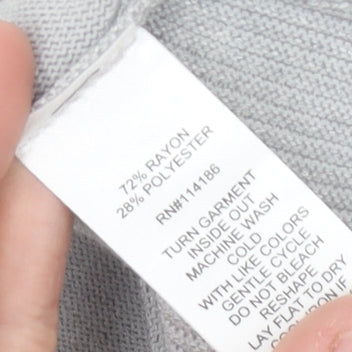 72% RAYON
28% POLYESTER
RN#114186
TURN GARMENT
INSIDE OUT
MACHINE WASH
COLD
WITH LIKE COLORS
GENTLE CYCLE
DO NOT BLEACH
RESHAPE
LAY FLAT TO DRY
IF